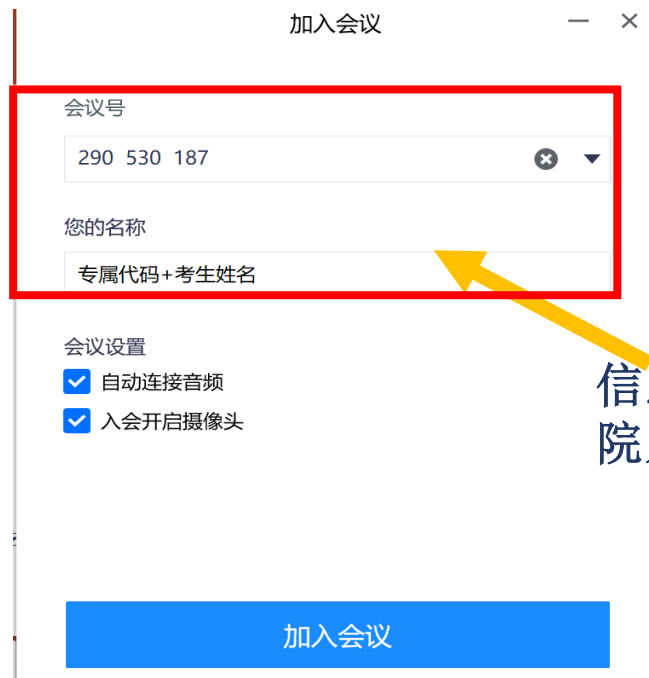 加入会议
会议号
290 530 187
您的名称
专属代码+考生姓名
会议设置
自动连接音频
入会开启摄像头
信
院
加入会议